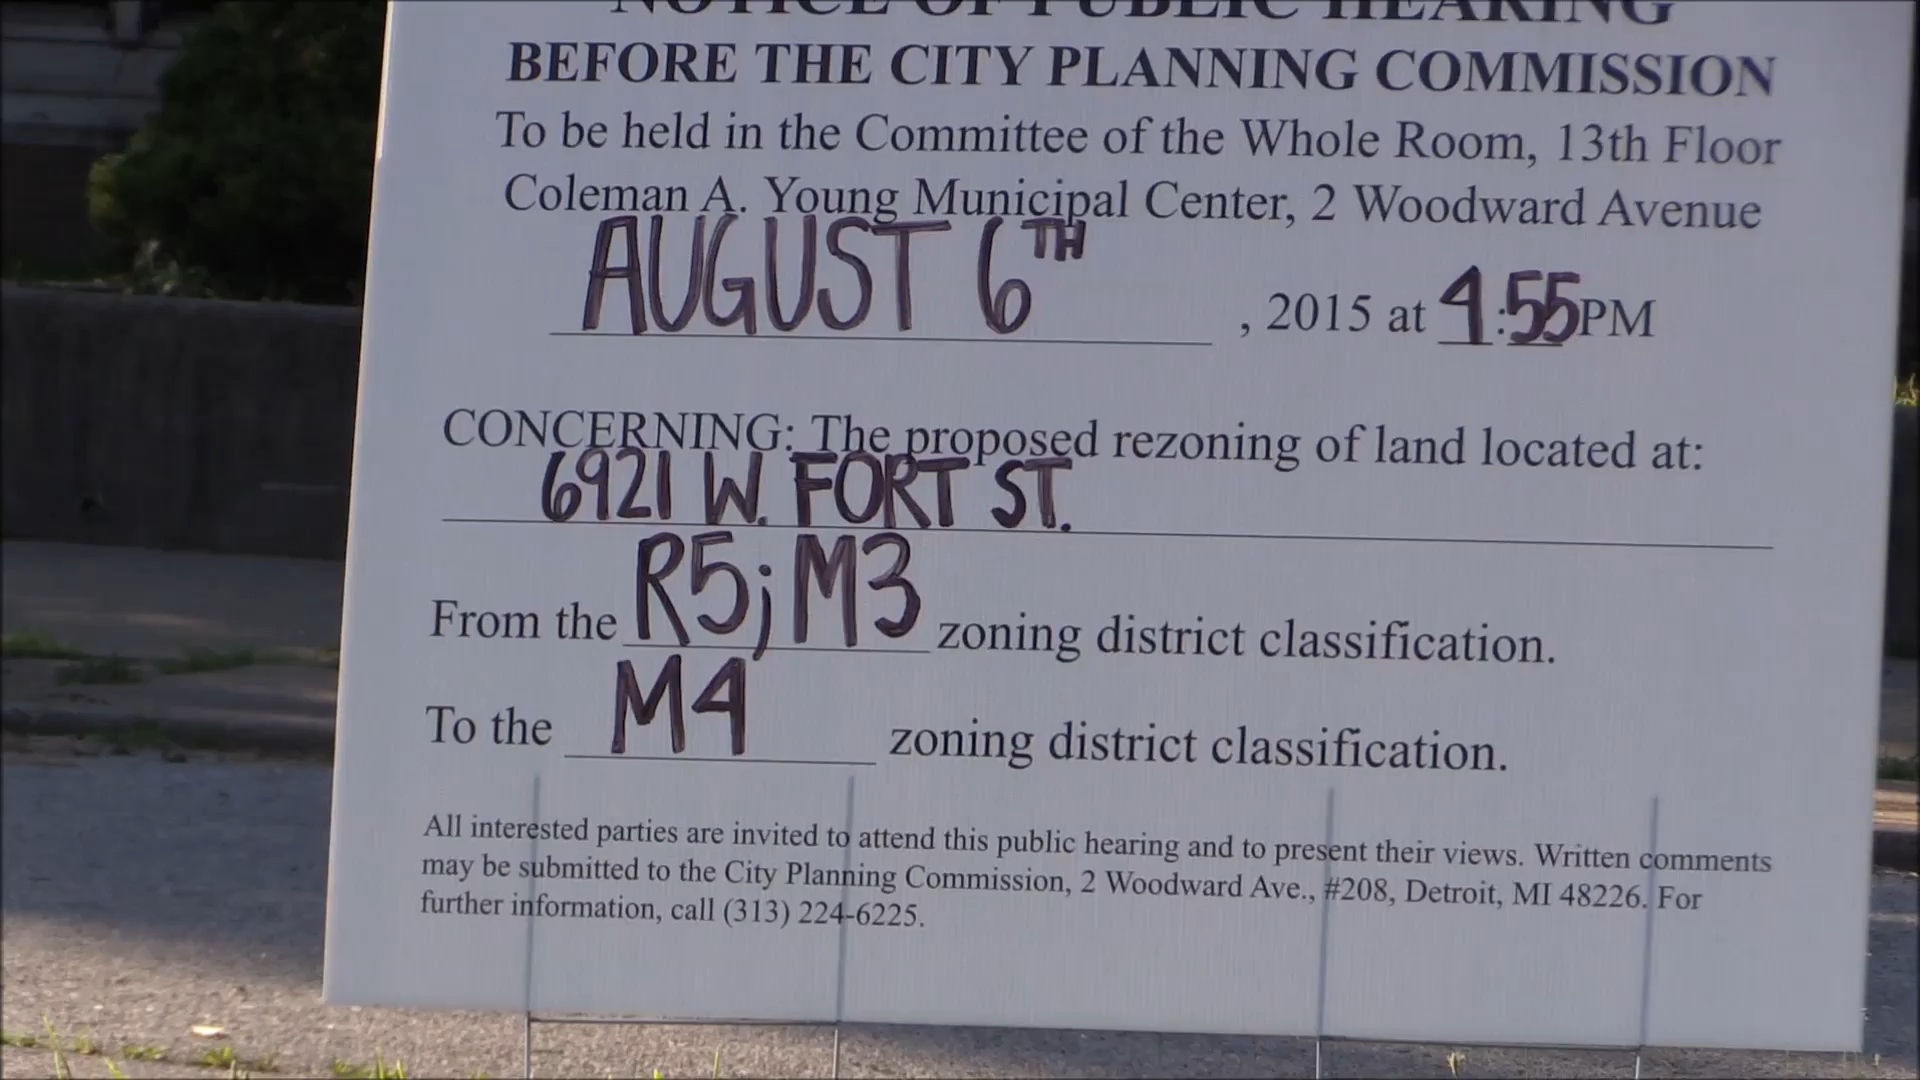 NOTICE OF PUBLIC HEARING
BEFORE THE CITY PLANNING COMMISSION
To be held in the Committee of the Whole Room, 13th Floor
Coleman A. Young Municipal Center, 2 Woodward Avenue
AUGUST 6TH, 2015 at 4:55PM
CONCERNING: The proposed rezoning of land located at:
6921 W. FORT ST.
From the R5; M3 zoning district classification.
To the M4 zoning district classification.
All interested parties are invited to attend this public hearing and to present their views. Written comments
may be submitted to the City Planning Commission, 2 Woodward Ave., #208, Detroit, MI 48226. For
further information, call (313) 224-6225.